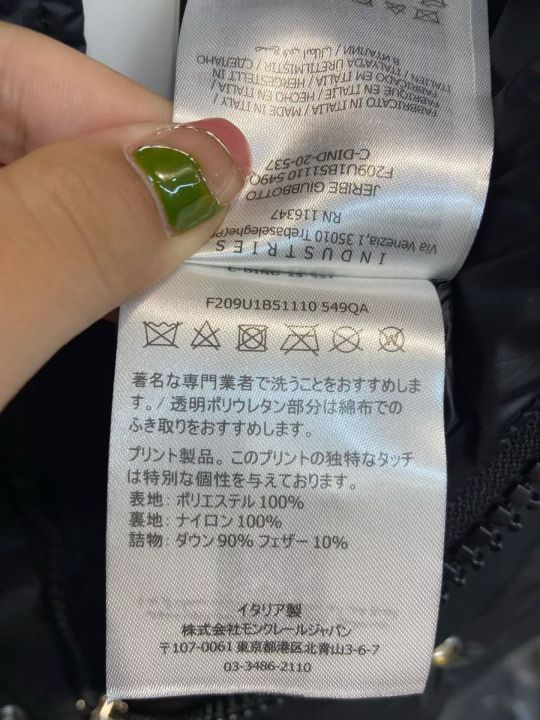 В ИТАЛИИ
ITALIEN / İTALYADA ÜRETİLMİSTİR / СДЕЛАНО
FABRIQUÉ EN ITALIE / HERGESTELLT IN
FABRICADO EM ITALIA /
FABBRICATO IN ITALIA / MADE IN ITALY /
HECHO EN ITALIA /
C-DIND-20-537
F209U1B51110 549Q
JERIBE GIUBBOTTO
RN 116347
Via Venezia,1 35010 Trebaseleghe(P
INDUSTRIES
F209U1B51110 549QA
W
著名な専門業者で洗うことをおすすめしま
す。/ 透明ポリウレタン部分は綿布での
ふき取りをおすすめします。
プリント製品。このプリントの独特なタッチ
は特別な個性を与えております。
表地: ポリエステル 100%
裏地: ナイロン 100%
詰物: ダウン 90% フェザー 10%
イタリア製
株式会社モンクレールジャパン
〒107-0061 東京都港区北青山3-6-7
03-3486-2110